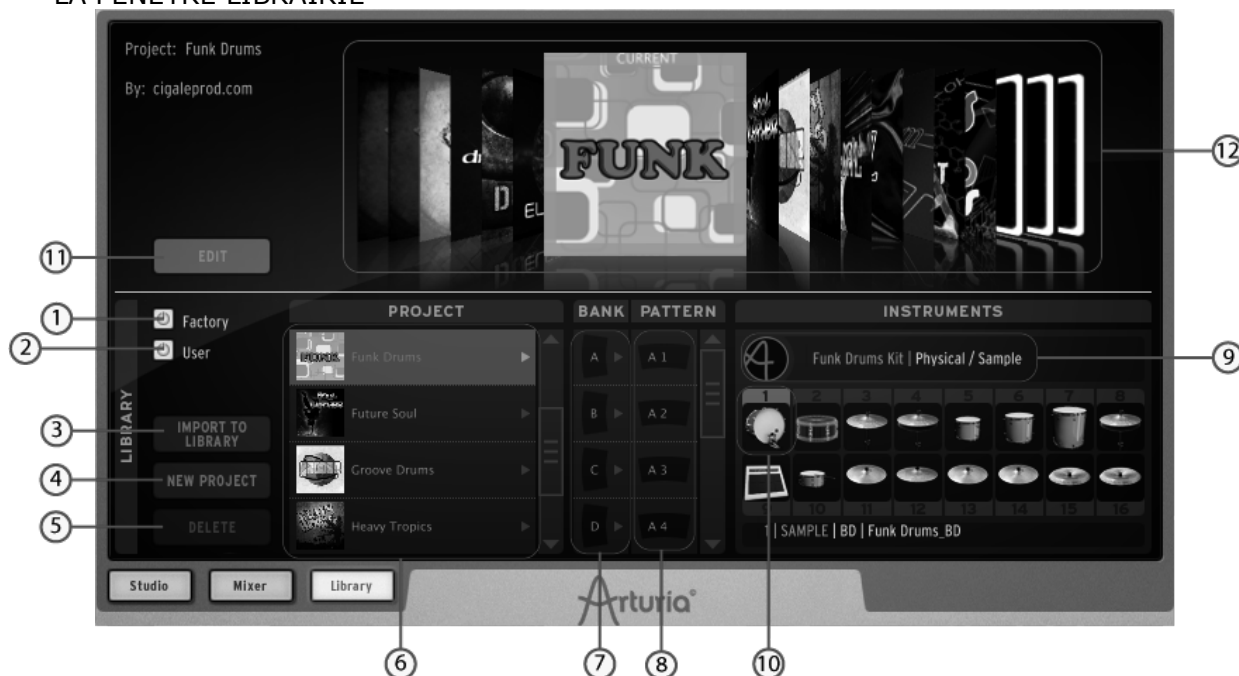 LA FENETRE LIBRAIRIE
Project: Funk Drums
By: cigaleprod.com
CURRENT
FUNK
12
11
EDIT
PROJECT
BANK
PATTERN
INSTRUMENTS
1
Factory
2
User
LIBRARY
3
IMPORT TO
LIBRARY
4
NEW PROJECT
5
DELETE
Funk Drums
Future Soul
Groove Drums
Heavy Tropics
A
B
C
D
A 1
A 2
A 3
A 4
Funk Drums Kit | Physical / Sample
9
1 2 3 4 5 6 7 8
9 10 11 12 13 14 15 16
1 | SAMPLE | BD | Funk Drums_BD
Studio
Mixer
Library
Arturia
6
7
8
10